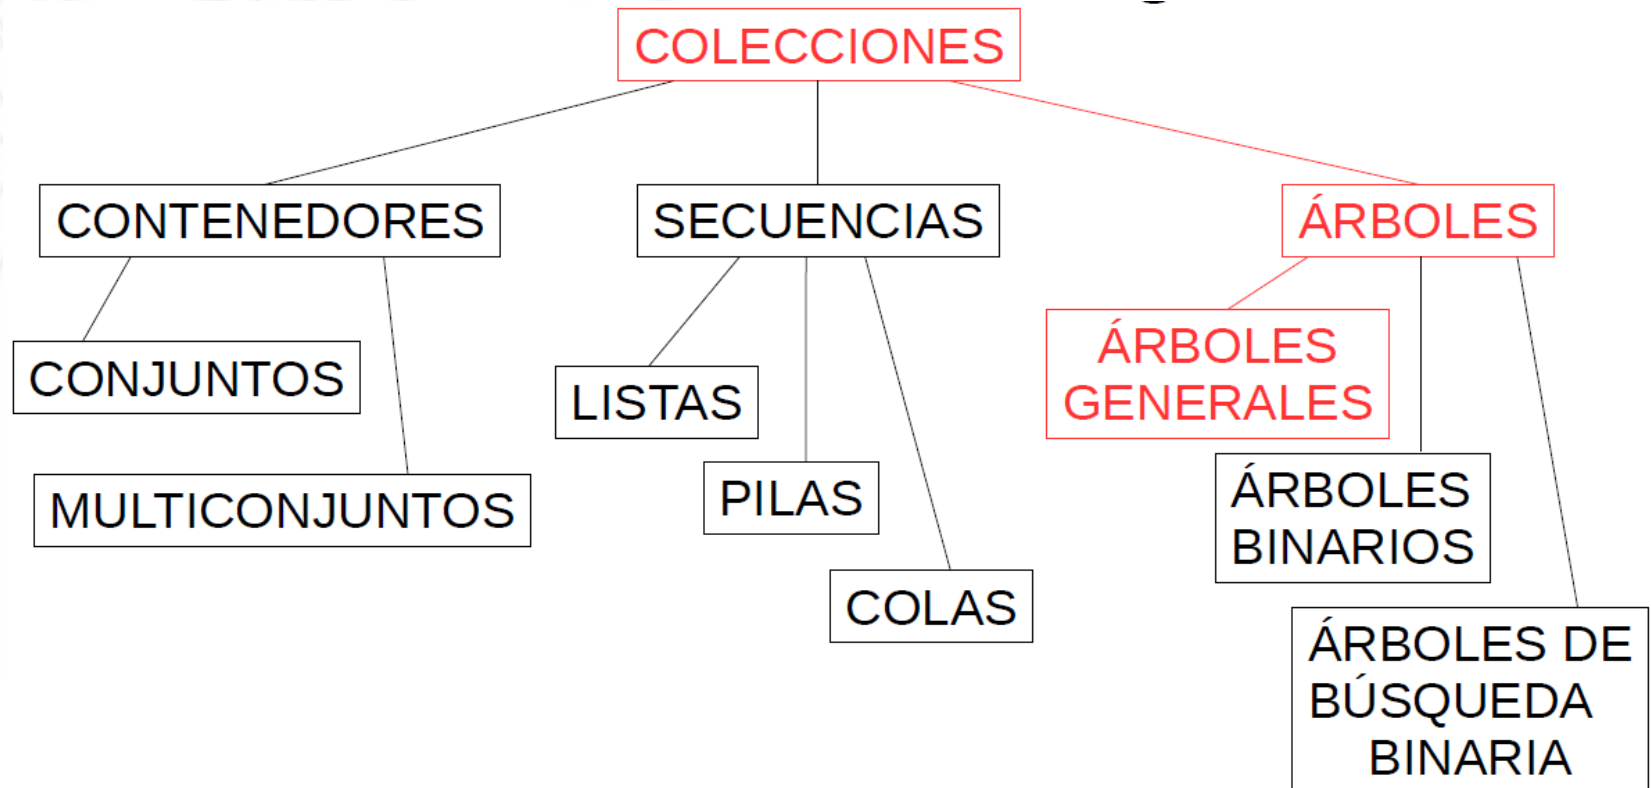 COLECCIONES
CONTENEDORES
SECUENCIAS
ÁRBOLES
CONJUNTOS
MULTICONJUNTOS
LISTAS
PILAS
COLAS
ÁRBOLES
GENERALES
ÁRBOLES
BINARIOS
ÁRBOLES DE
BÚSQUEDA
BINARIA